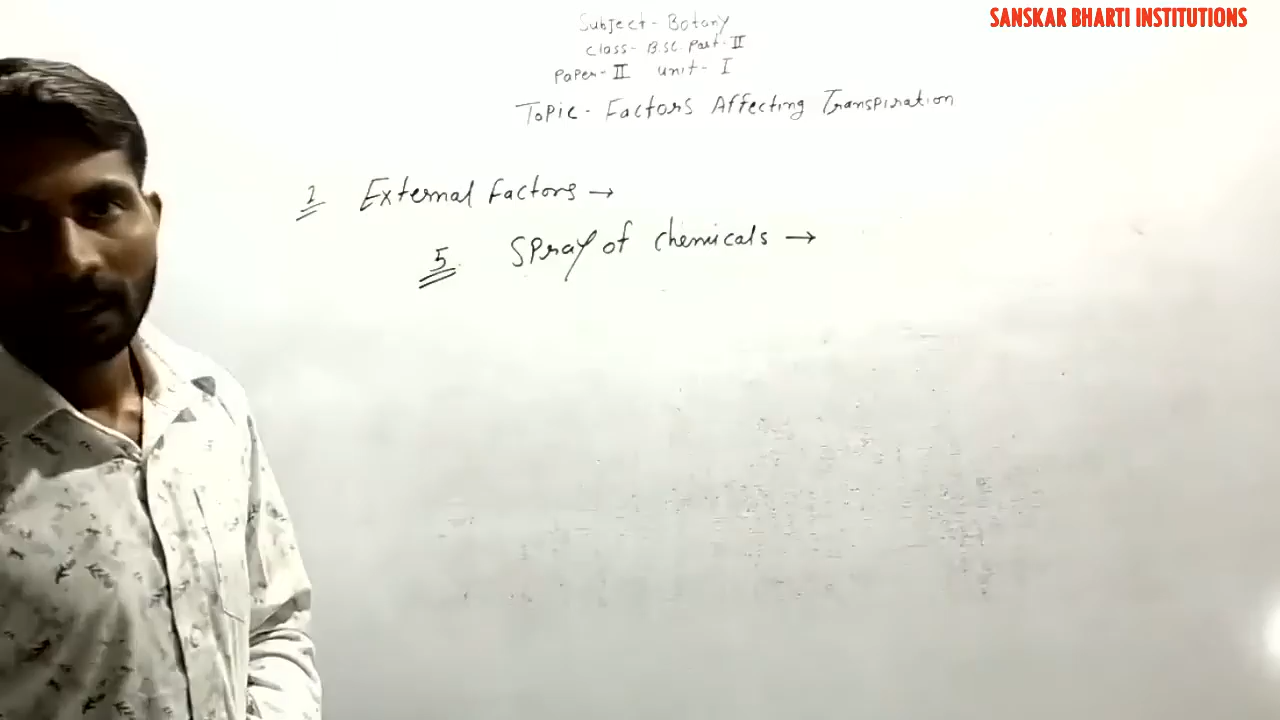 SANSKAR BHARTI INSTITUTIONS
Subject - Botany
Class - B.SC. Part - II
Paper - II Unit - I
Topic - Factors Affecting Transpiration
2 External Factors →
5 Spray of chemicals →